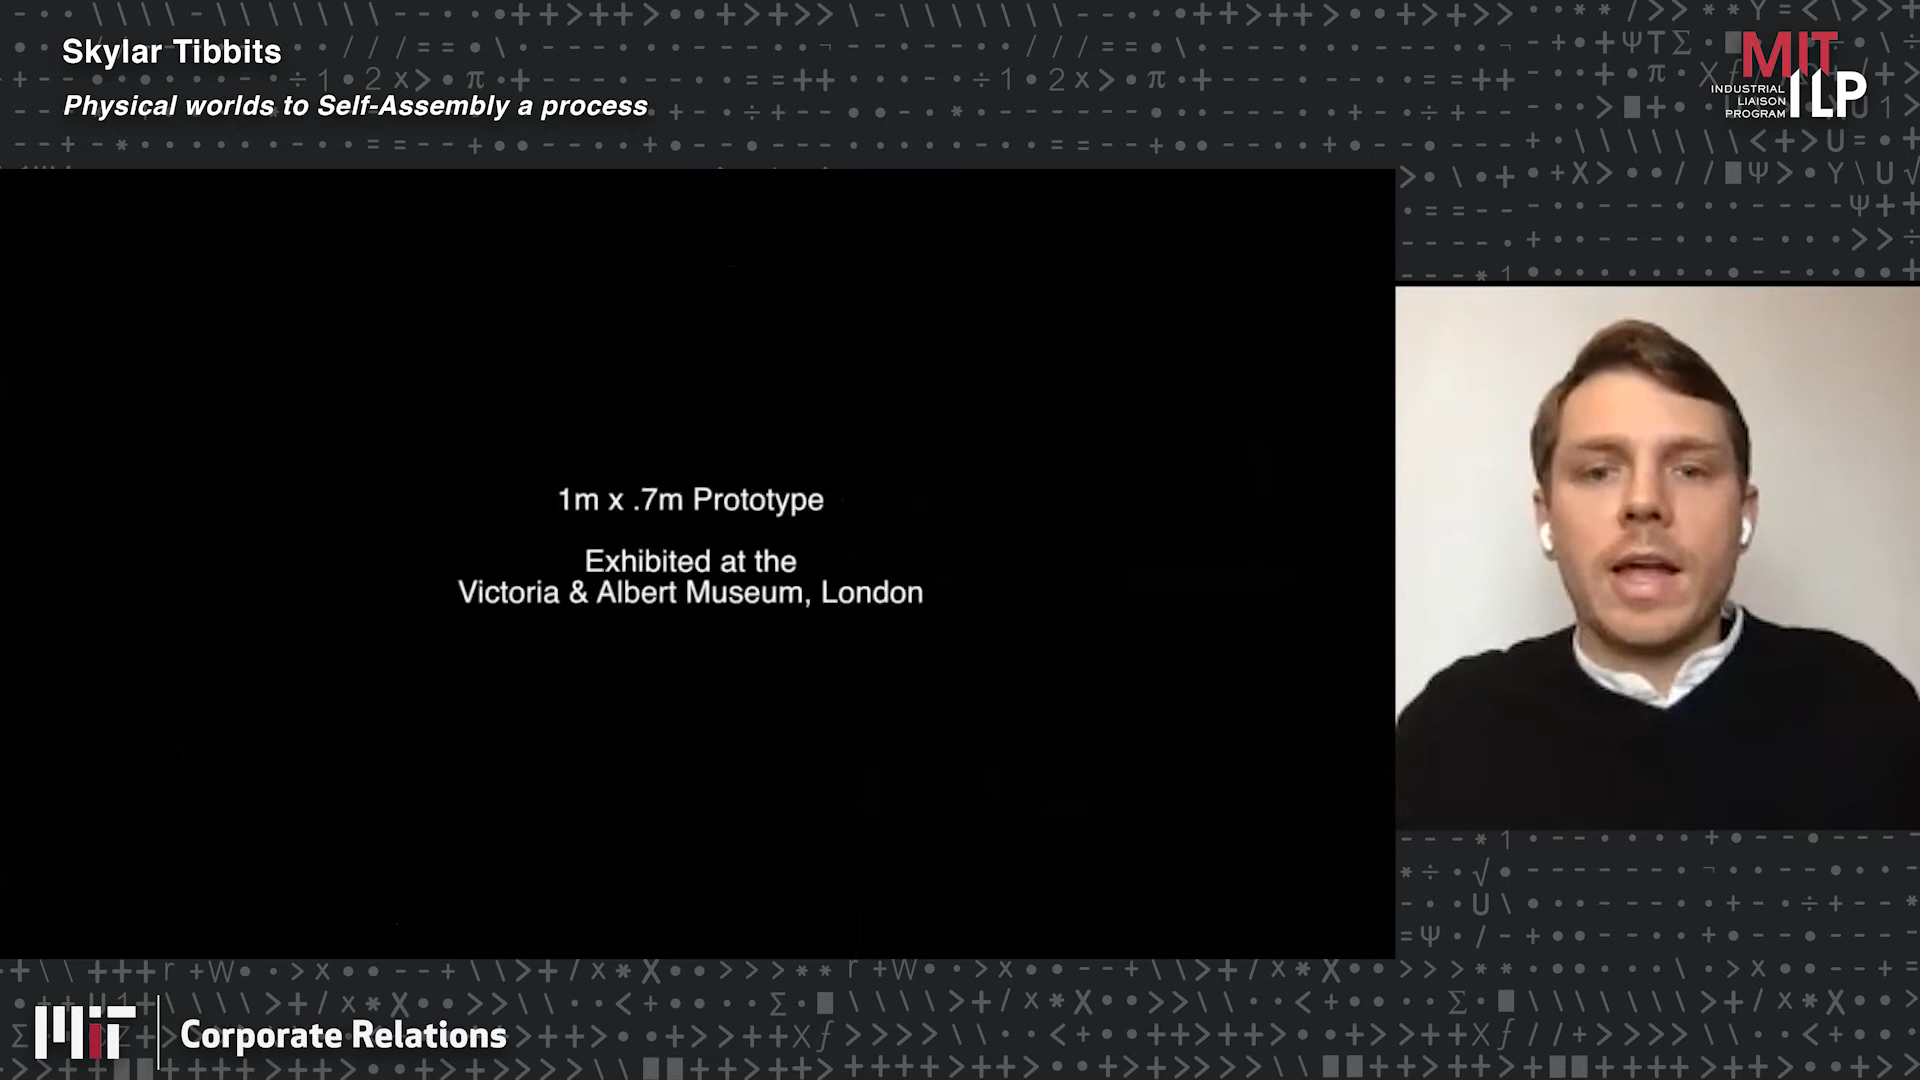 Skylar Tibbits
Physical worlds to Self-Assembly a process
MIT
INDUSTRIAL
LIAISON
PROGRAM
ILP
1m x .7m Prototype
Exhibited at the
Victoria & Albert Museum, London
MIT
Corporate Relations